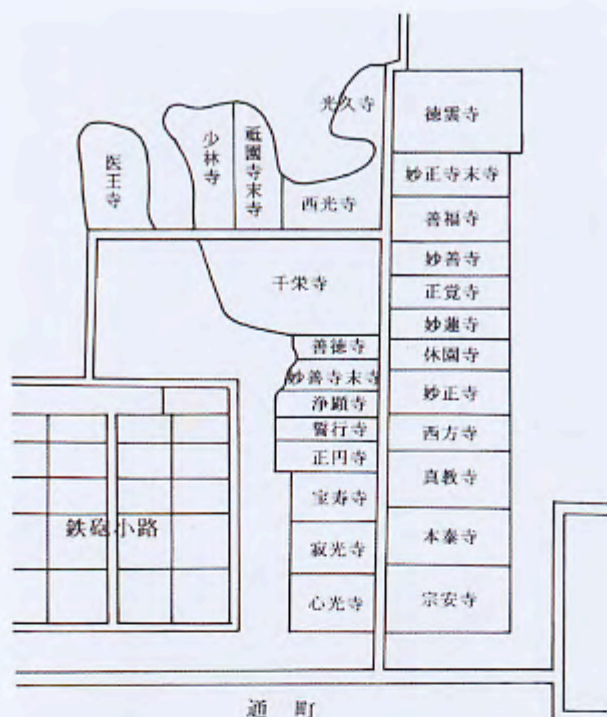 光久寺
徳雲寺
医王寺
少林寺
祗園寺末寺
西光寺
妙正寺末寺
善福寺
妙善寺
千栄寺
正覚寺
妙蓮寺
善徳寺
休園寺
妙善寺末寺
浄顕寺
妙正寺
誓行寺
西方寺
正円寺
真教寺
宝寿寺
鉄砲小路
寂光寺
本泰寺
心光寺
宗安寺
通町